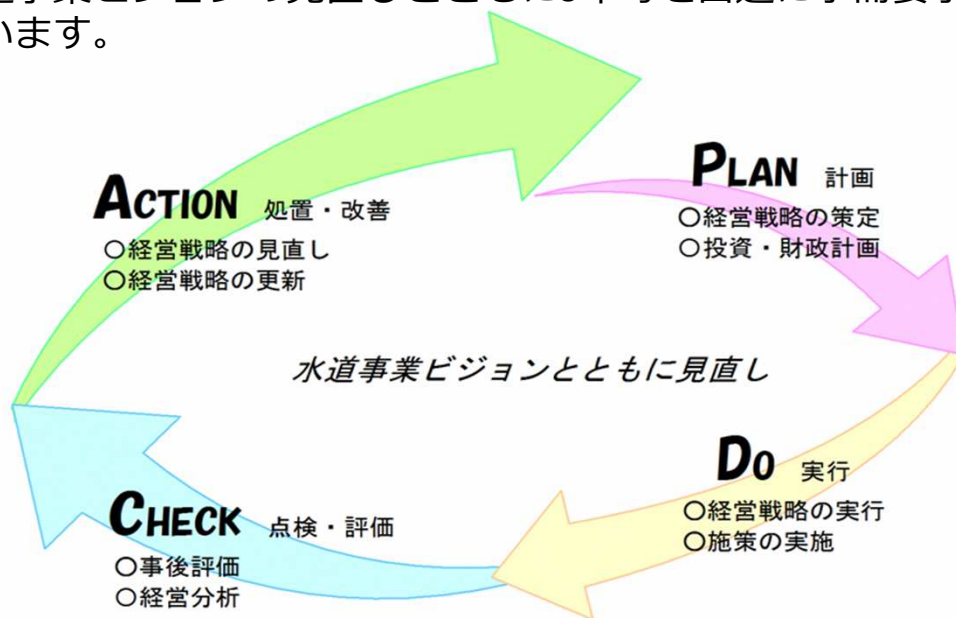 います。
PLAN 計画
○経営戦略の策定
○投資・財政計画
ACTION 処置・改善
○経営戦略の見直し
○経営戦略の更新
水道事業ビジョンとともに見直し
DO 実行
○経営戦略の実行
○施策の実施
CHECK 点検・評価
○事後評価
○経営分析